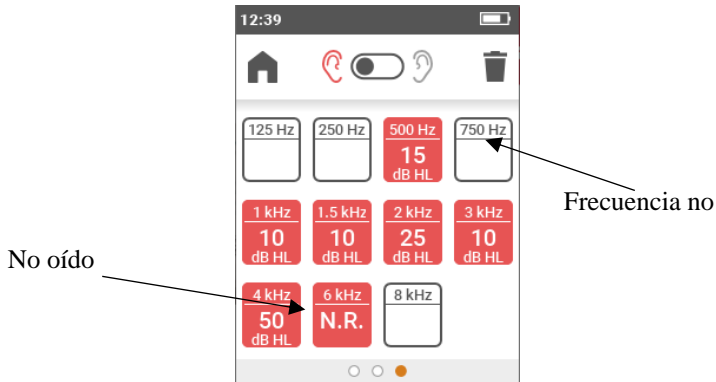 12:39
125 Hz 250 Hz 500 Hz 750 Hz
15
dB HL
Frecuencia no
1 kHz 1.5 kHz 2 kHz 3 kHz
10 10 25 10
dB HL dB HL dB HL dB HL
No oído
4 kHz 6 kHz 8 kHz
50 N.R.
dB HL